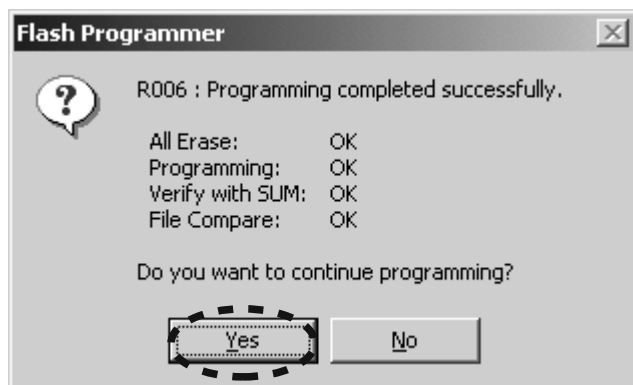 Flash Programmer
R006 : Programming completed successfully.
All Erase: OK
Programming: OK
Verify with SUM: OK
File Compare: OK
Do you want to continue programming?
Yes No